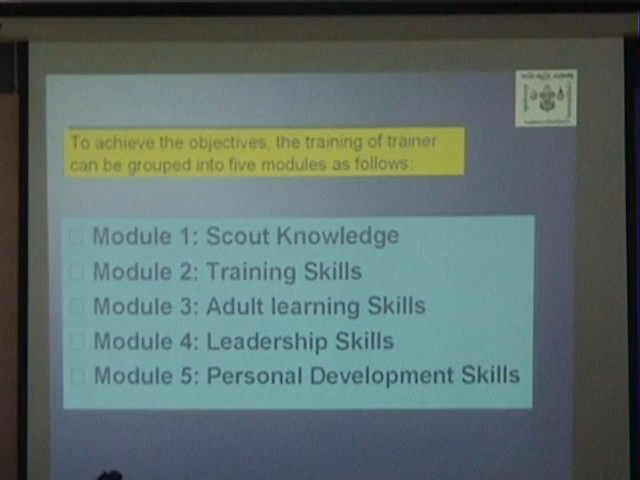 To achieve the objectives, the training of trainer
can be grouped into five modules as follows:
Module 1: Scout Knowledge
Module 2: Training Skills
Module 3: Adult learning Skills
Module 4: Leadership Skills
Module 5: Personal Development Skills